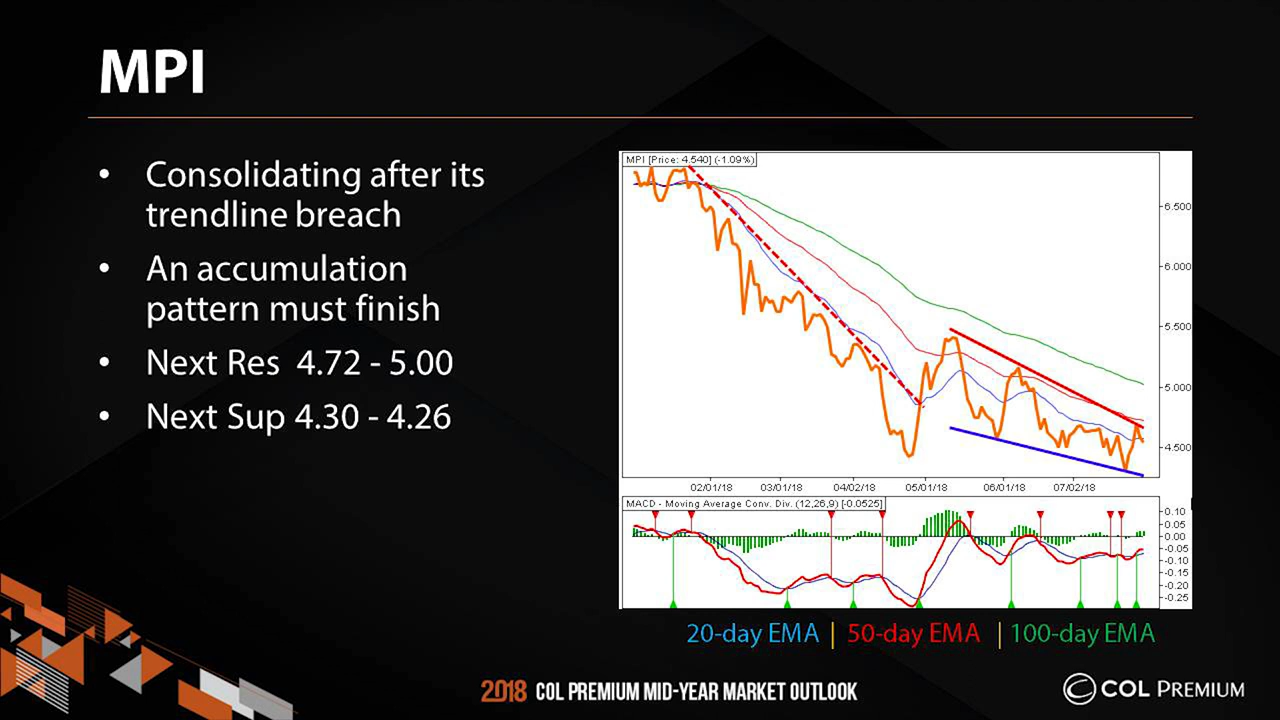 MPI
• Consolidating after its
trendline breach
• An accumulation
pattern must finish
• Next Res 4.72 - 5.00
• Next Sup 4.30 - 4.26
MPI [Price: 4.540] (-1.09%)
6.500
6.000
5.500
5.000
4.500
02/01/18 03/01/18 04/02/18 05/01/18 06/01/18 07/02/18
MACD - Moving Average Conv. Div. (12,26,9) [-0.0525]
0.10
0.05
0.00
-0.05
-0.10
-0.15
-0.20
-0.25
20-day EMA | 50-day EMA | 100-day EMA
2018 COL PREMIUM MID-YEAR MARKET OUTLOOK
COL PREMIUM